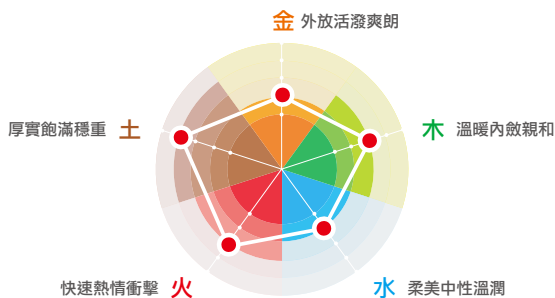 金 外放活潑爽朗
厚實飽滿穩重 土
木 溫暖內斂親和
快速熱情衝擊 火
水 柔美中性溫潤